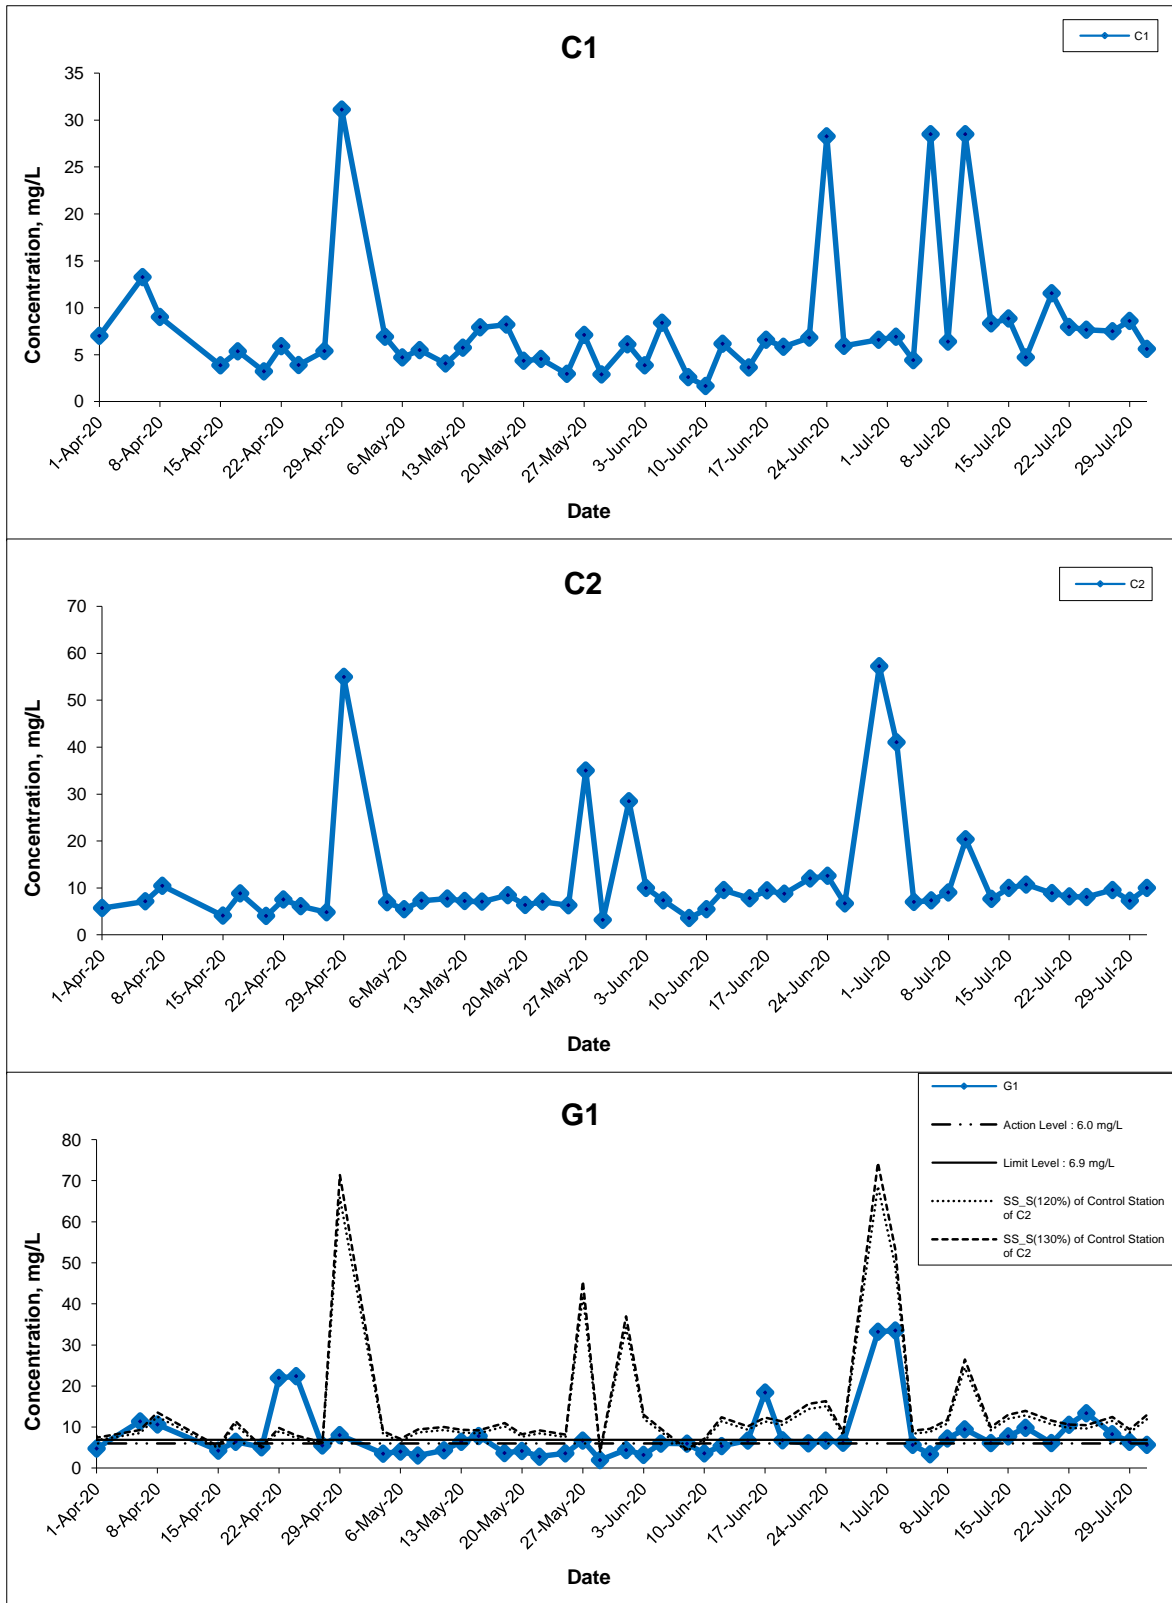 C1
C1
35
30
25
20
15
10
5
0
Concentration, mg/L
1-Apr-20
8-Apr-20
15-Apr-20
22-Apr-20
29-Apr-20
6-May-20
13-May-20
20-May-20
27-May-20
3-Jun-20
10-Jun-20
17-Jun-20
24-Jun-20
1-Jul-20
8-Jul-20
15-Jul-20
22-Jul-20
29-Jul-20
Date
C2
C2
70
60
50
40
30
20
10
0
Concentration, mg/L
1-Apr-20
8-Apr-20
15-Apr-20
22-Apr-20
29-Apr-20
6-May-20
13-May-20
20-May-20
27-May-20
3-Jun-20
10-Jun-20
17-Jun-20
24-Jun-20
1-Jul-20
8-Jul-20
15-Jul-20
22-Jul-20
29-Jul-20
Date
G1
G1
Action Level : 6.0 mg/L
Limit Level : 6.9 mg/L
SS_S(120%) of Control Station
of C2
SS_S(130%) of Control Station
of C2
80
70
60
50
40
30
20
10
0
Concentration, mg/L
1-Apr-20
8-Apr-20
15-Apr-20
22-Apr-20
29-Apr-20
6-May-20
13-May-20
20-May-20
27-May-20
3-Jun-20
10-Jun-20
17-Jun-20
24-Jun-20
1-Jul-20
8-Jul-20
15-Jul-20
22-Jul-20
29-Jul-20
Date